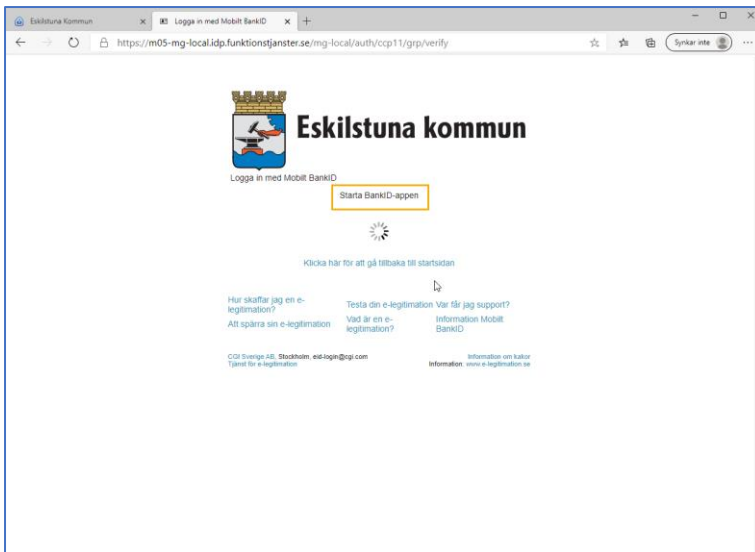 Eskilstuna Kommun
Logga in med Mobilt BankID
https://m05-mg-local.idp.funktionstjanster.se/mg-local/auth/ccp11/grp/verify
Synkar inte
Eskilstuna kommun
Logga in med Mobilt BankID
Starta BankID-appen
Klicka här för att gå tillbaka till startsidan
Hur skaffar jag en e-
legitimation?
Testa din e-legitimation
Var får jag support?
Att spärra sin e-legitimation
Vad är en e-
legitimation?
Information Mobilt
BankID
CGI Sverige AB, Stockholm, eid-login@cgi.com
Tjänst för e-legitimation
Information om kakor
Information: www.e-legitimation.se